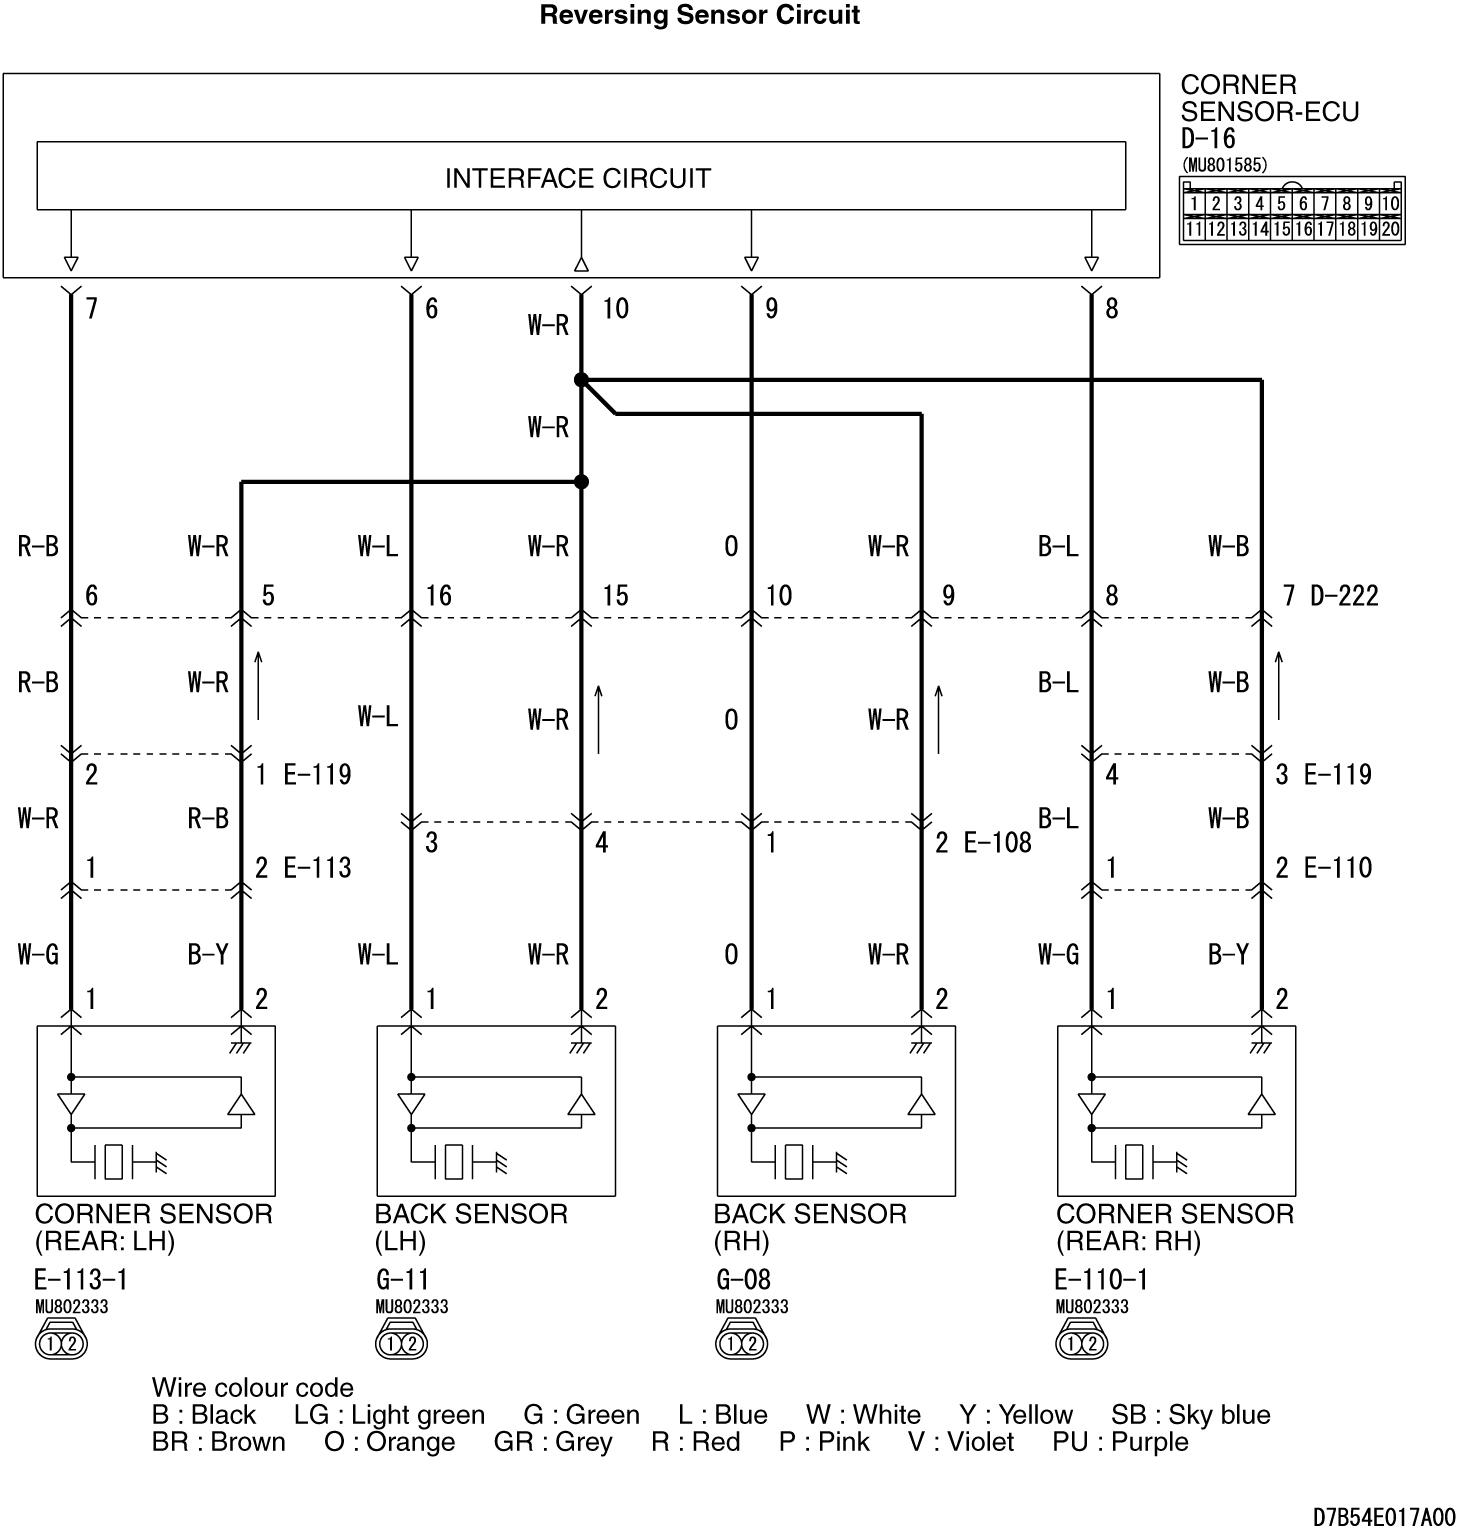 Reversing Sensor Circuit
CORNER
SENSOR-ECU
D-16
(MU801585)
1 2 3 4 5 6 7 8 9 10
11 12 13 14 15 16 17 18 19 20
INTERFACE CIRCUIT
7 6 10 9 8
W-R
W-R
R-B W-R W-L W-R O W-R B-L W-B
6 5 16 15 10 9 8 7 D-222
R-B W-R B-L W-B
W-L W-R O W-R
2 1 E-119 4 3 E-119
W-R R-B B-L W-B
3 4 1 2 E-108
1 2 E-113 1 2 E-110
W-G B-Y W-L W-R O W-R W-G B-Y
1 2 1 2 1 2 1 2
CORNER SENSOR BACK SENSOR BACK SENSOR CORNER SENSOR
(REAR: LH) (LH) (RH) (REAR: RH)
E-113-1 G-11 G-08 E-110-1
MU802333 MU802333 MU802333 MU802333
1 2 1 2 1 2 1 2
Wire colour code
B : Black LG : Light green G : Green L : Blue W : White Y : Yellow SB : Sky blue
BR : Brown O : Orange GR : Grey R : Red P : Pink V : Violet PU : Purple
D7B54E017A00